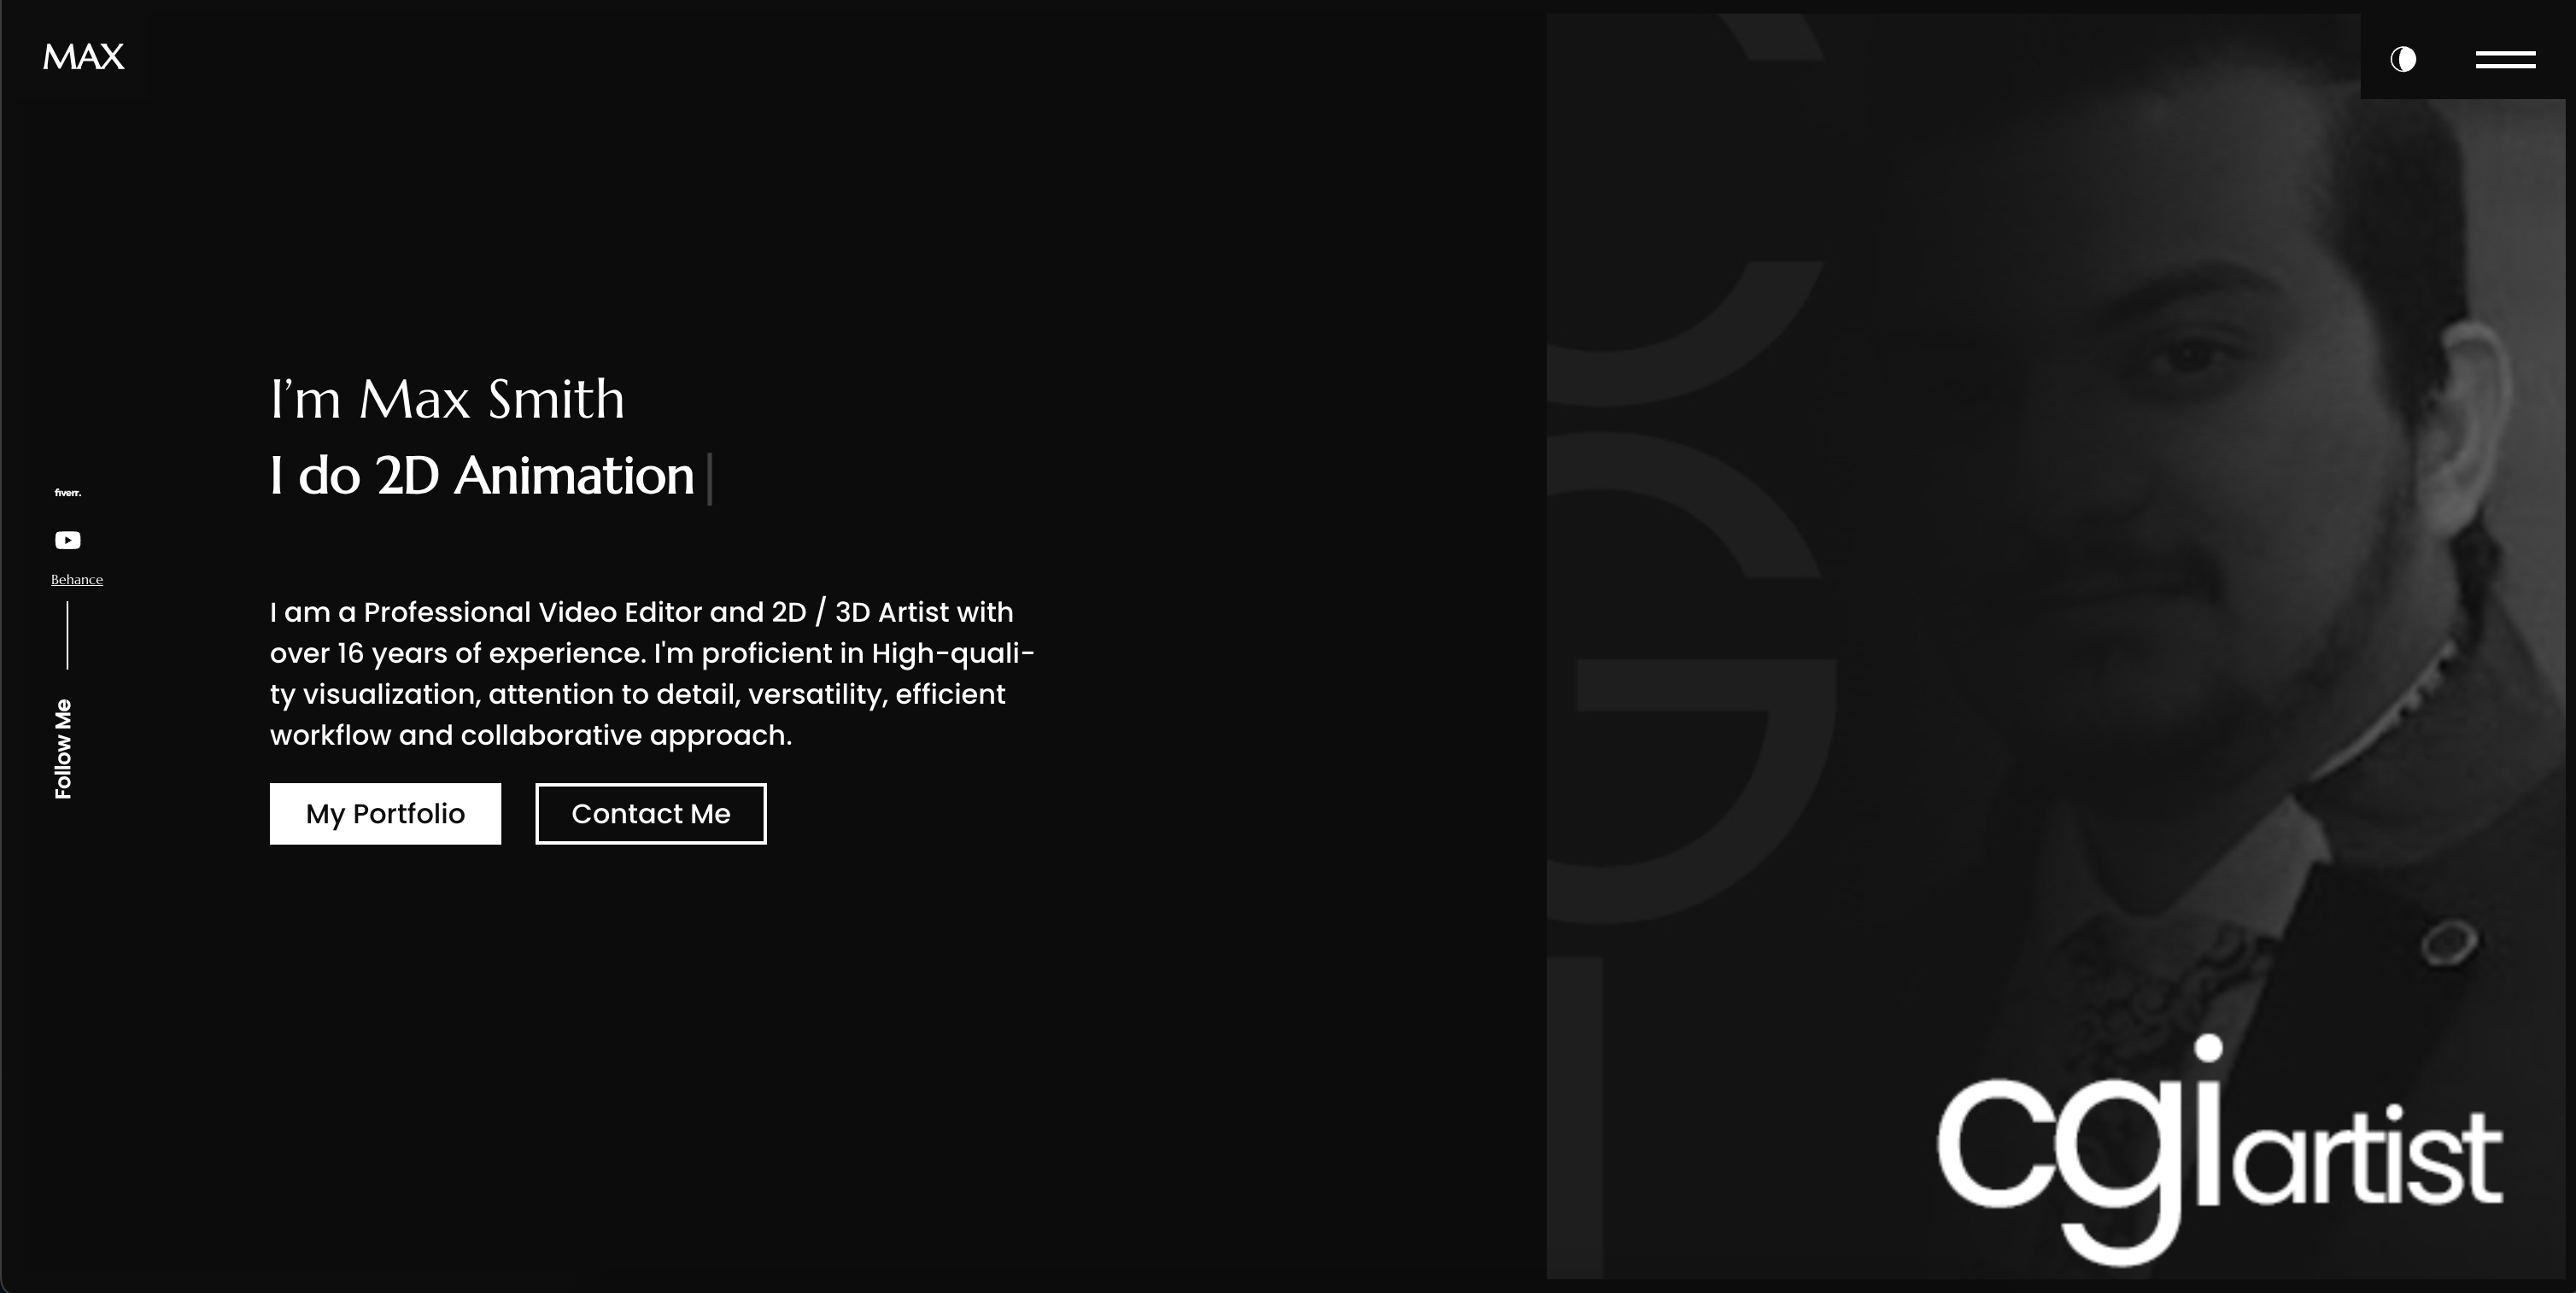 MAX
I’m Max Smith
I do 2D Animation
fiverr.
Behance
Follow Me
I am a Professional Video Editor and 2D / 3D Artist with
over 16 years of experience. I'm proficient in High-quali-
ty visualization, attention to detail, versatility, efficient
workflow and collaborative approach.
My Portfolio
Contact Me
CGI
cgi artist